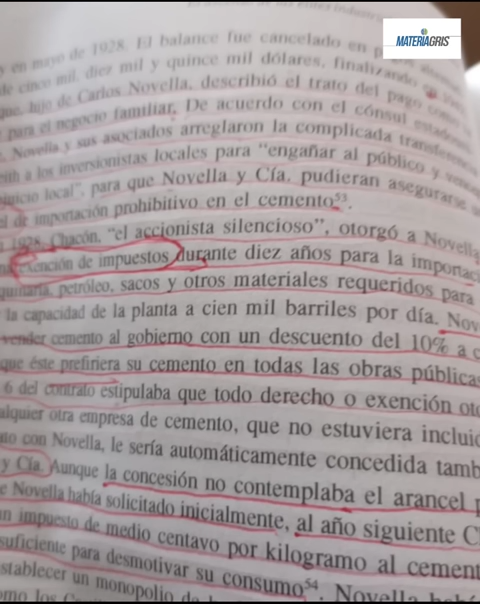 MATERIAGRIS
y en mayo de 1928. El balance fue cancelado en
de cinco mil, diez mil y quince mil dólares, finalizando
que, hijo de Carlos Novella, describió el trato del pago como
para el negocio familiar. De acuerdo con el cónsul
Novella y sus asociados arreglaron la complicada transferencia
a los inversionistas locales para "engañar al público y
local", para que Novella y Cía. pudieran asegurarse
de importación prohibitivo en el cemento53.
1928, Chacón, "el accionista silencioso", otorgó a Novella
exención de impuestos durante diez años para la
petróleo, sacos y otros materiales requeridos para
la capacidad de la planta a cien mil barriles por día. Nov
vender cemento al gobierno con un descuento del 10% a
que éste prefiriera su cemento en todas las obras públicas
6 del contrato estipulaba que todo derecho o exención oto
alquier otra empresa de cemento, que no estuviera inclui
to con Novella, le sería automáticamente concedida tamb
y Cía. Aunque la concesión no contemplaba el arancel
e Novella había solicitado inicialmente, al año siguiente C
un impuesto de medio centavo por kilogramo al cement
suficiente para desmotivar su consumo54. Novella
establecer un monopolio